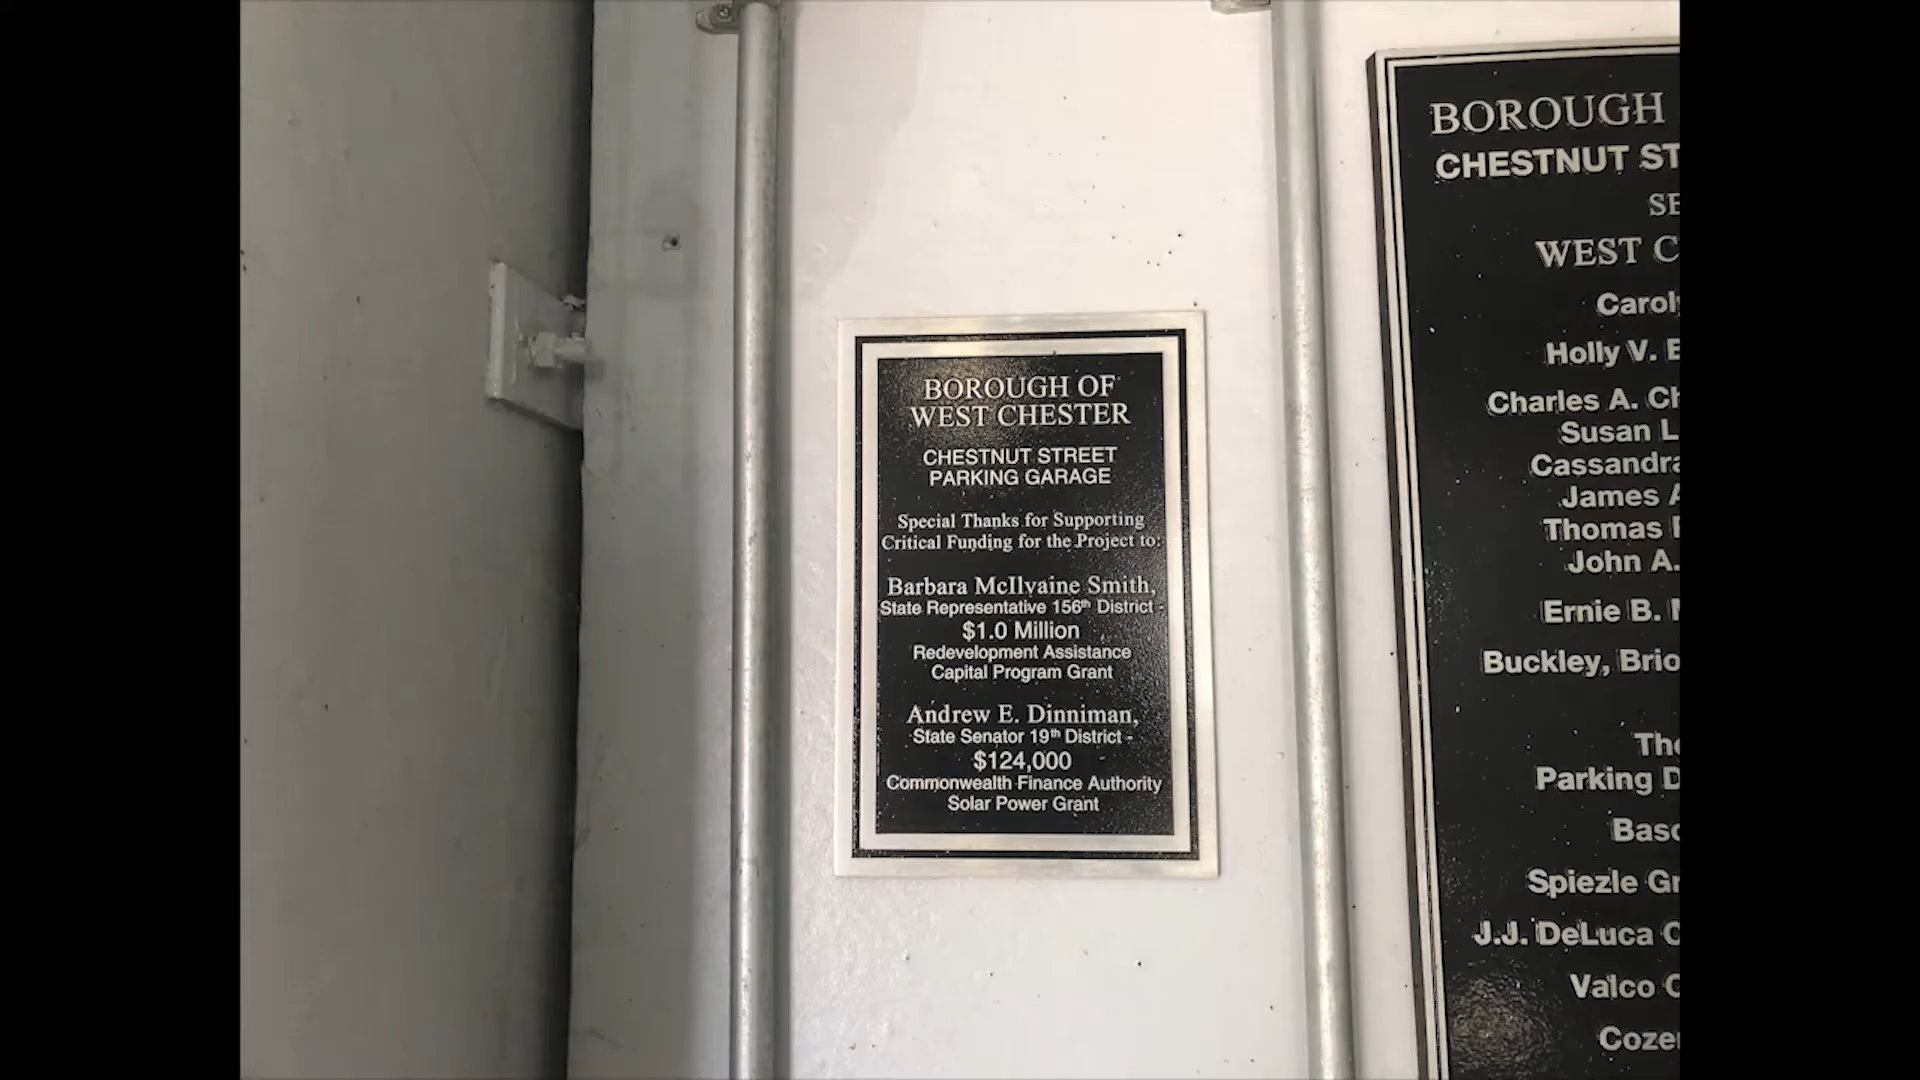 BOROUGH OF
WEST CHESTER
CHESTNUT STREET
PARKING GARAGE
Special Thanks for Supporting
Critical Funding for the Project to:
Barbara McIlvaine Smith,
State Representative 156th District -
$1.0 Million
Redevelopment Assistance
Capital Program Grant
Andrew E. Dinniman,
State Senator 19th District -
$124,000
Commonwealth Finance Authority
Solar Power Grant
BOROUGH
CHESTNUT
WEST
Holly V.
Charles A.
Susan
James
Thomas
John A.
Ernie B.
Buckley,
Parking
Spiezle
J.J. DeLuca
Valco